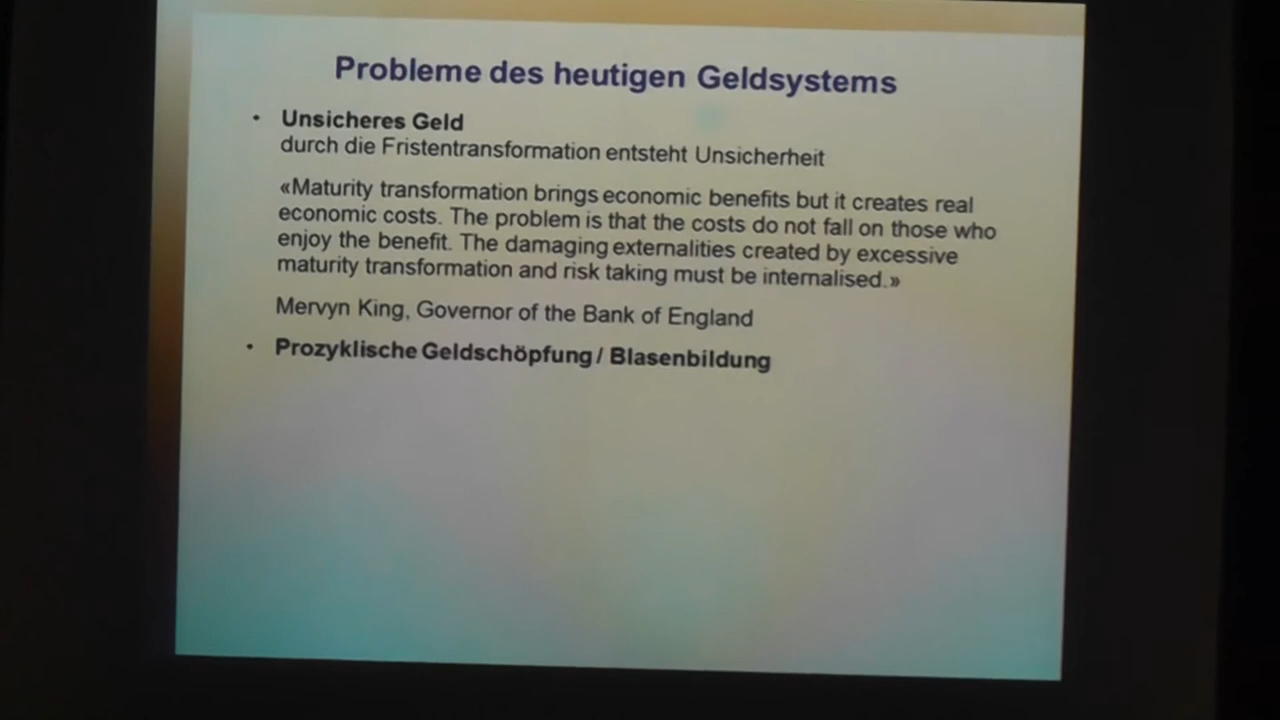 Probleme des heutigen Geldsystems
• Unsicheres Geld
durch die Fristentransformation entsteht Unsicherheit
«Maturity transformation brings economic benefits but it creates real
economic costs. The problem is that the costs do not fall on those who
enjoy the benefit. The damaging externalities created by excessive
maturity transformation and risk taking must be internalised.»
Mervyn King, Governor of the Bank of England
• Prozyklische Geldschöpfung / Blasenbildung